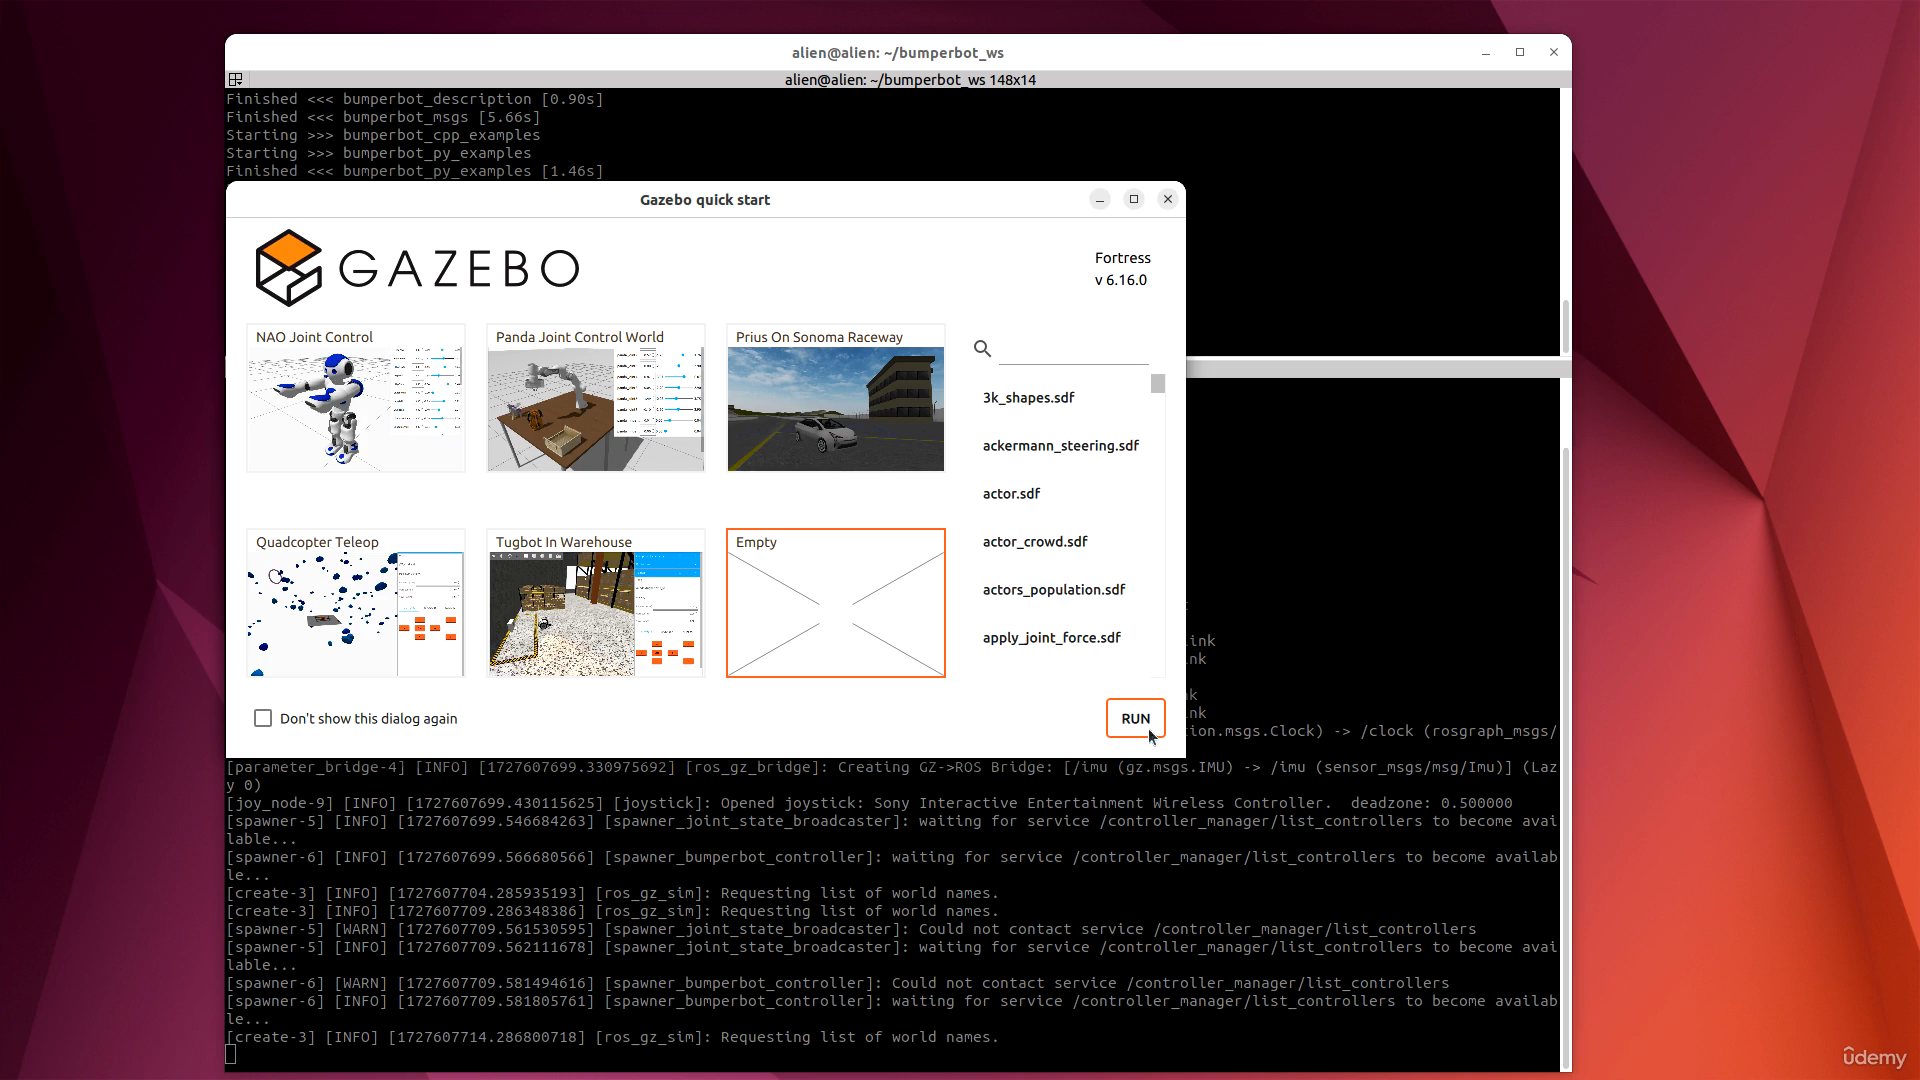 alien@alien: ~/bumperbot_ws
alien@alien: ~/bumperbot_ws 148x14
Finished <<< bumperbot_description [0.90s]
Finished <<< bumperbot_msgs [5.66s]
Starting >>> bumperbot_cpp_examples
Starting >>> bumperbot_py_examples
Finished <<< bumperbot_py_examples [1.46s]
Gazebo quick start
GAZEBO
Fortress
v 6.16.0
NAO Joint Control
Panda Joint Control World
Prius On Sonoma Raceway
3k_shapes.sdf
ackermann_steering.sdf
actor.sdf
actor_crowd.sdf
actors_population.sdf
apply_joint_force.sdf
Quadcopter Teleop
Tugbot In Warehouse
Empty
Don't show this dialog again
RUN
ink
nk
k
nk
ion.msgs.Clock) -> /clock (rosgraph_msgs/
[parameter_bridge-4] [INFO] [1727607699.330975692] [ros_gz_bridge]: Creating GZ->ROS Bridge: [/imu (gz.msgs.IMU) -> /imu (sensor_msgs/msg/Imu)] (Laz
y 0)
[joy_node-9] [INFO] [1727607699.430115625] [joystick]: Opened joystick: Sony Interactive Entertainment Wireless Controller.  deadzone: 0.500000
[spawner-5] [INFO] [1727607699.546684263] [spawner_joint_state_broadcaster]: waiting for service /controller_manager/list_controllers to become avai
lable...
[spawner-6] [INFO] [1727607699.566680566] [spawner_bumperbot_controller]: waiting for service /controller_manager/list_controllers to become availab
le...
[create-3] [INFO] [1727607704.285935193] [ros_gz_sim]: Requesting list of world names.
[create-3] [INFO] [1727607709.286348386] [ros_gz_sim]: Requesting list of world names.
[spawner-5] [WARN] [1727607709.561530595] [spawner_joint_state_broadcaster]: Could not contact service /controller_manager/list_controllers
[spawner-5] [INFO] [1727607709.562111678] [spawner_joint_state_broadcaster]: waiting for service /controller_manager/list_controllers to become avai
lable...
[spawner-6] [WARN] [1727607709.581494616] [spawner_bumperbot_controller]: Could not contact service /controller_manager/list_controllers
[spawner-6] [INFO] [1727607709.581805761] [spawner_bumperbot_controller]: waiting for service /controller_manager/list_controllers to become availab
le...
[create-3] [INFO] [1727607714.286800718] [ros_gz_sim]: Requesting list of world names.
udemy